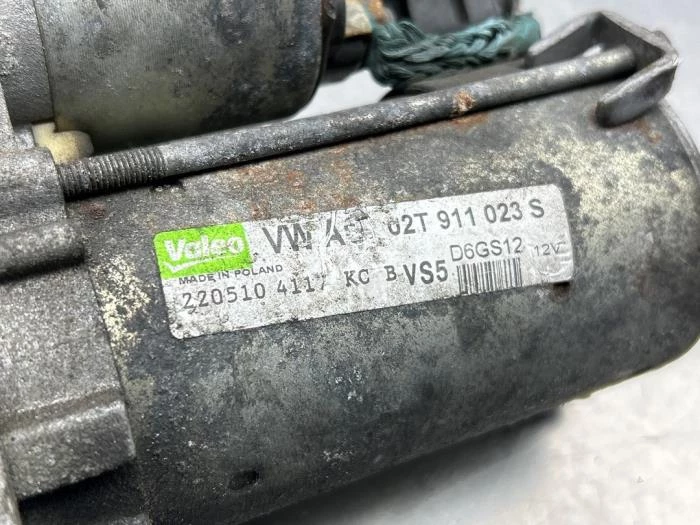 Valeo VW AG 02T 911 023 S
MADE IN POLAND D6GS12 12V
220510 4117 KC B VS5